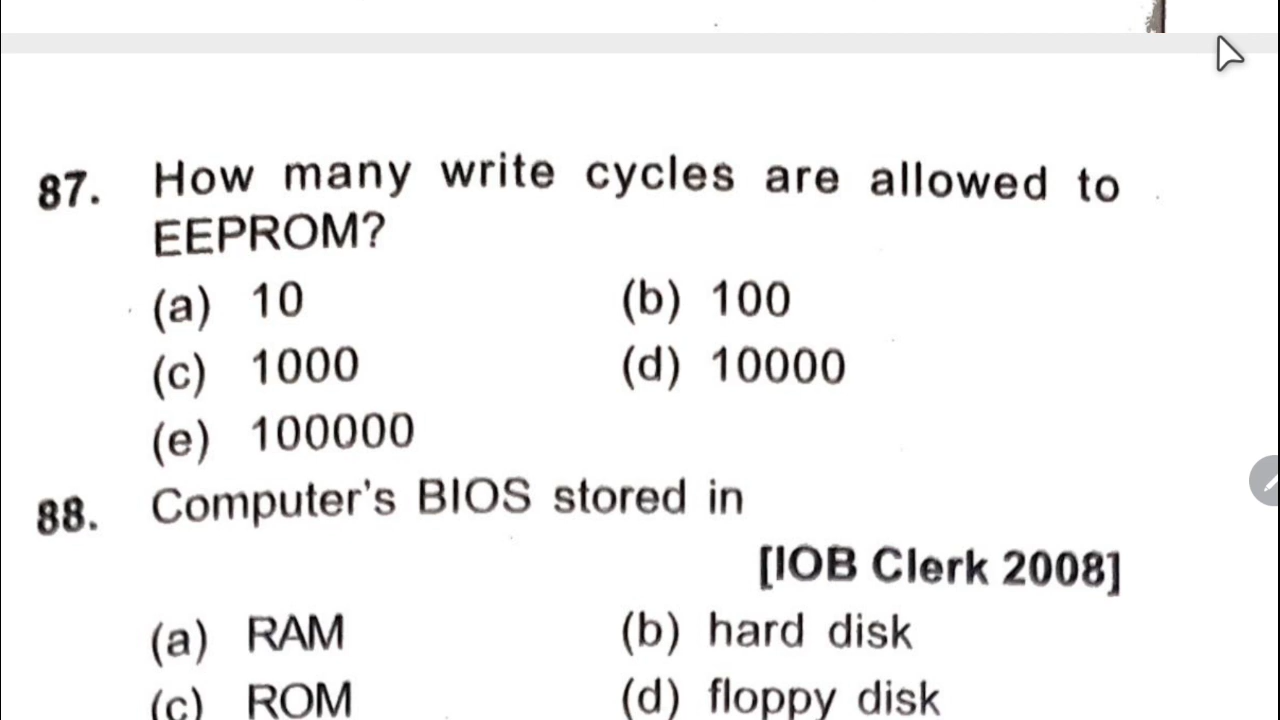 87. How many write cycles are allowed to
EEPROM?
(a) 10 (b) 100
(c) 1000 (d) 10000
(e) 100000
88. Computer's BIOS stored in
[IOB Clerk 2008]
(a) RAM (b) hard disk
(c) ROM (d) floppy disk